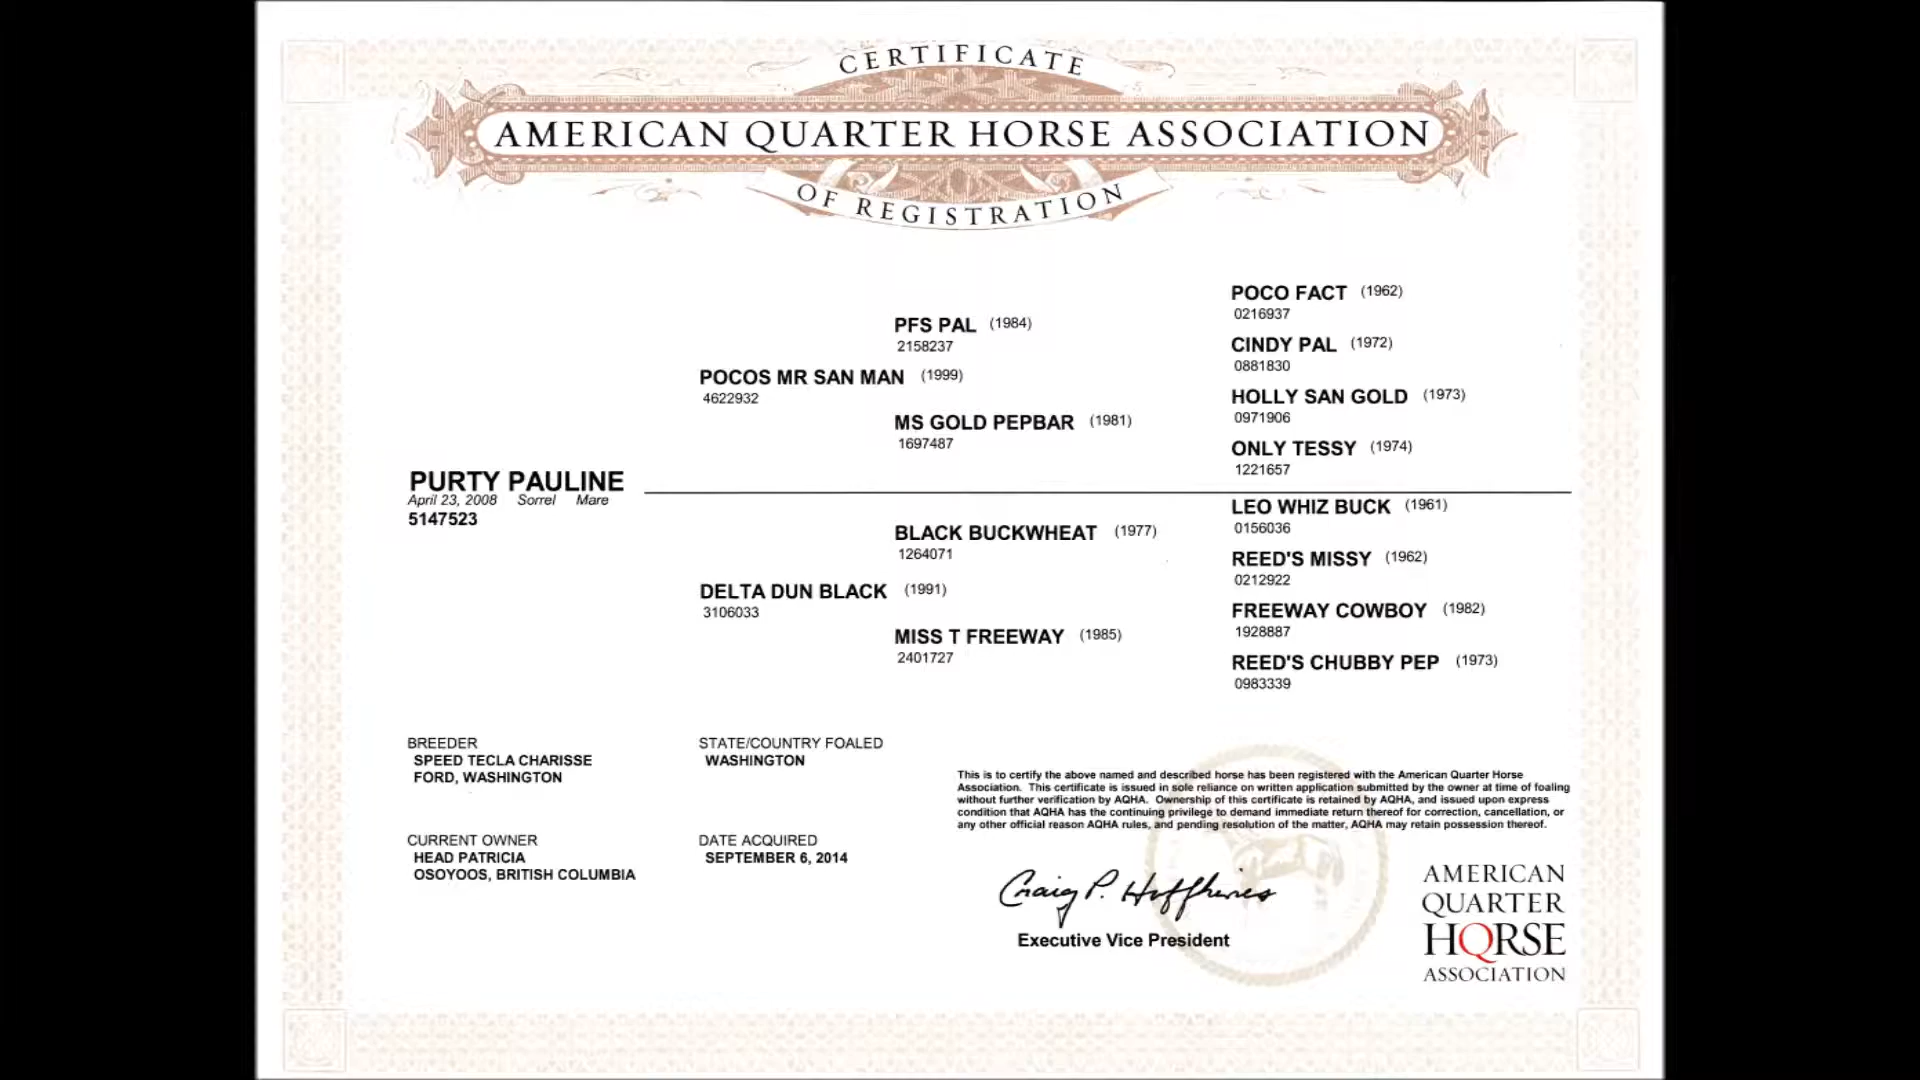 CERTIFICATE
AMERICAN QUARTER HORSE ASSOCIATION
OF REGISTRATION
POCO FACT (1962)
0216937
PFS PAL (1984)
2158237
CINDY PAL (1972)
0881830
POCOS MR SAN MAN (1999)
4622932
HOLLY SAN GOLD (1973)
0971906
MS GOLD PEPBAR (1981)
1697487
ONLY TESSY (1974)
1221657
PURTY PAULINE
April 23, 2008 Sorrel Mare
5147523
LEO WHIZ BUCK (1961)
0156036
BLACK BUCKWHEAT (1977)
1264071
REED'S MISSY (1962)
0212922
DELTA DUN BLACK (1991)
3106033
FREEWAY COWBOY (1982)
1928887
MISS T FREEWAY (1985)
2401727
REED'S CHUBBY PEP (1973)
0983339
BREEDER
SPEED TECLA CHARISSE
FORD, WASHINGTON
STATE/COUNTRY FOALED
WASHINGTON
CURRENT OWNER
HEAD PATRICIA
OSOYOOS, BRITISH COLUMBIA
DATE ACQUIRED
SEPTEMBER 6, 2014
This is to certify the above named and described horse has been registered with the American Quarter Horse
Association. This certificate is issued in sole reliance on written application submitted by the owner at time of foaling
without further verification by AQHA. Ownership of this certificate is retained by AQHA, and issued upon express
condition that AQHA has the continuing privilege to demand immediate return thereof for correction, cancellation, or
any other official reason AQHA rules, and pending resolution of the matter, AQHA may retain possession thereof.
Craig P. Huffhines
Executive Vice President
AMERICAN
QUARTER
HORSE
ASSOCIATION